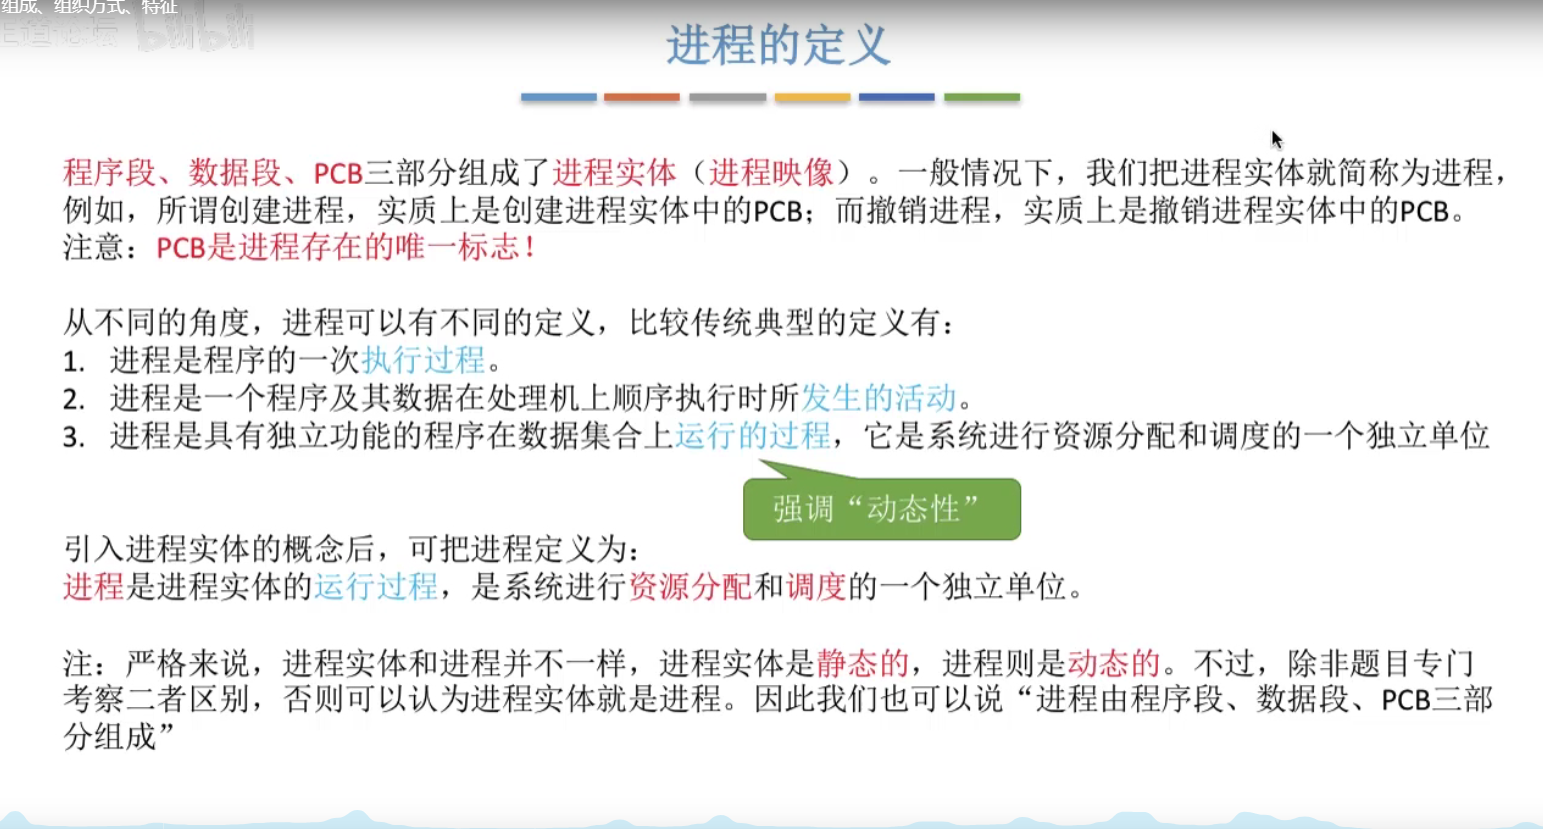 组成、组织方式、特征
王道论坛 bilibili
进程的定义
程序段、数据段、PCB三部分组成了进程实体（进程映像）。一般情况下，我们把进程实体就简称为进程，
例如，所谓创建进程，实质上是创建进程实体中的PCB；而撤销进程，实质上是撤销进程实体中的PCB。
注意：PCB是进程存在的唯一标志！
从不同的角度，进程可以有不同的定义，比较传统典型的定义有：
1. 进程是程序的一次执行过程。
2. 进程是一个程序及其数据在处理机上顺序执行时所发生的活动。
3. 进程是具有独立功能的程序在数据集合上运行的过程，它是系统进行资源分配和调度的一个独立单位
强调“动态性”
引入进程实体的概念后，可把进程定义为：
进程是进程实体的运行过程，是系统进行资源分配和调度的一个独立单位。
注：严格来说，进程实体和进程并不一样，进程实体是静态的，进程则是动态的。不过，除非题目专门
考察二者区别，否则可以认为进程实体就是进程。因此我们也可以说“进程由程序段、数据段、PCB三部
分组成”